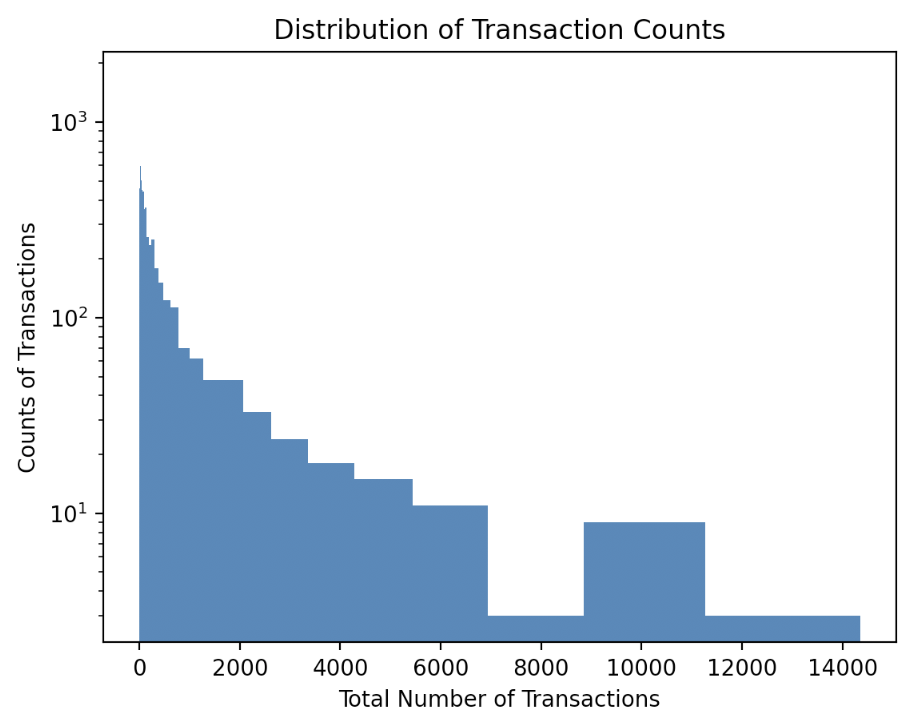 Distribution of Transaction Counts
10³
10²
10¹
Counts of Transactions
0 2000 4000 6000 8000 10000 12000 14000
Total Number of Transactions